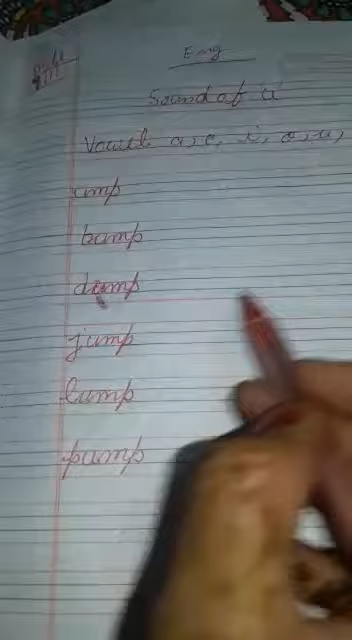 Eng
Sound of u
Vowel a, e, i, o, u,
ump
bump
dump
jump
lump
pump